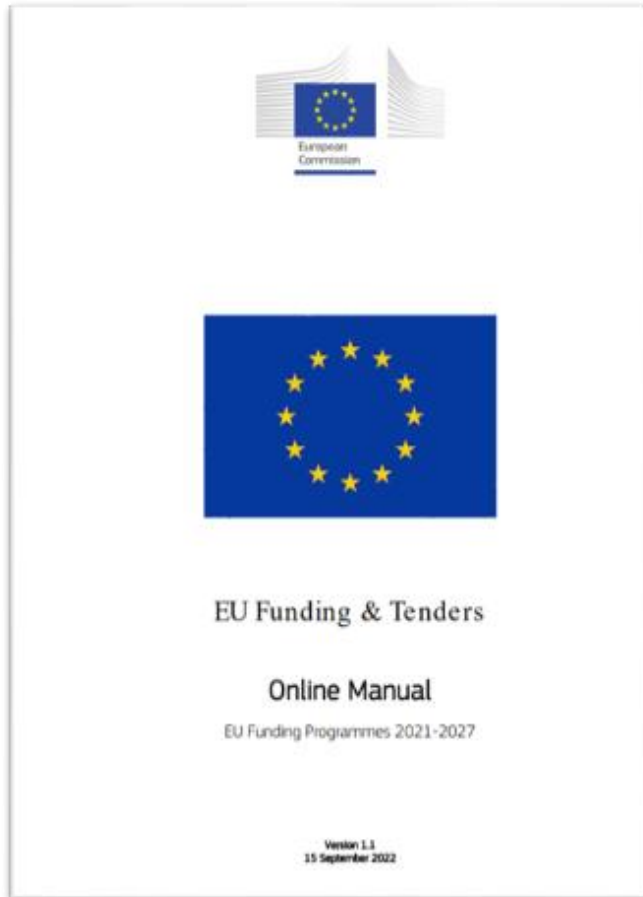 European
Commission
EU Funding & Tenders
Online Manual
EU Funding Programmes 2021-2027
Version 1.1
15 September 2022